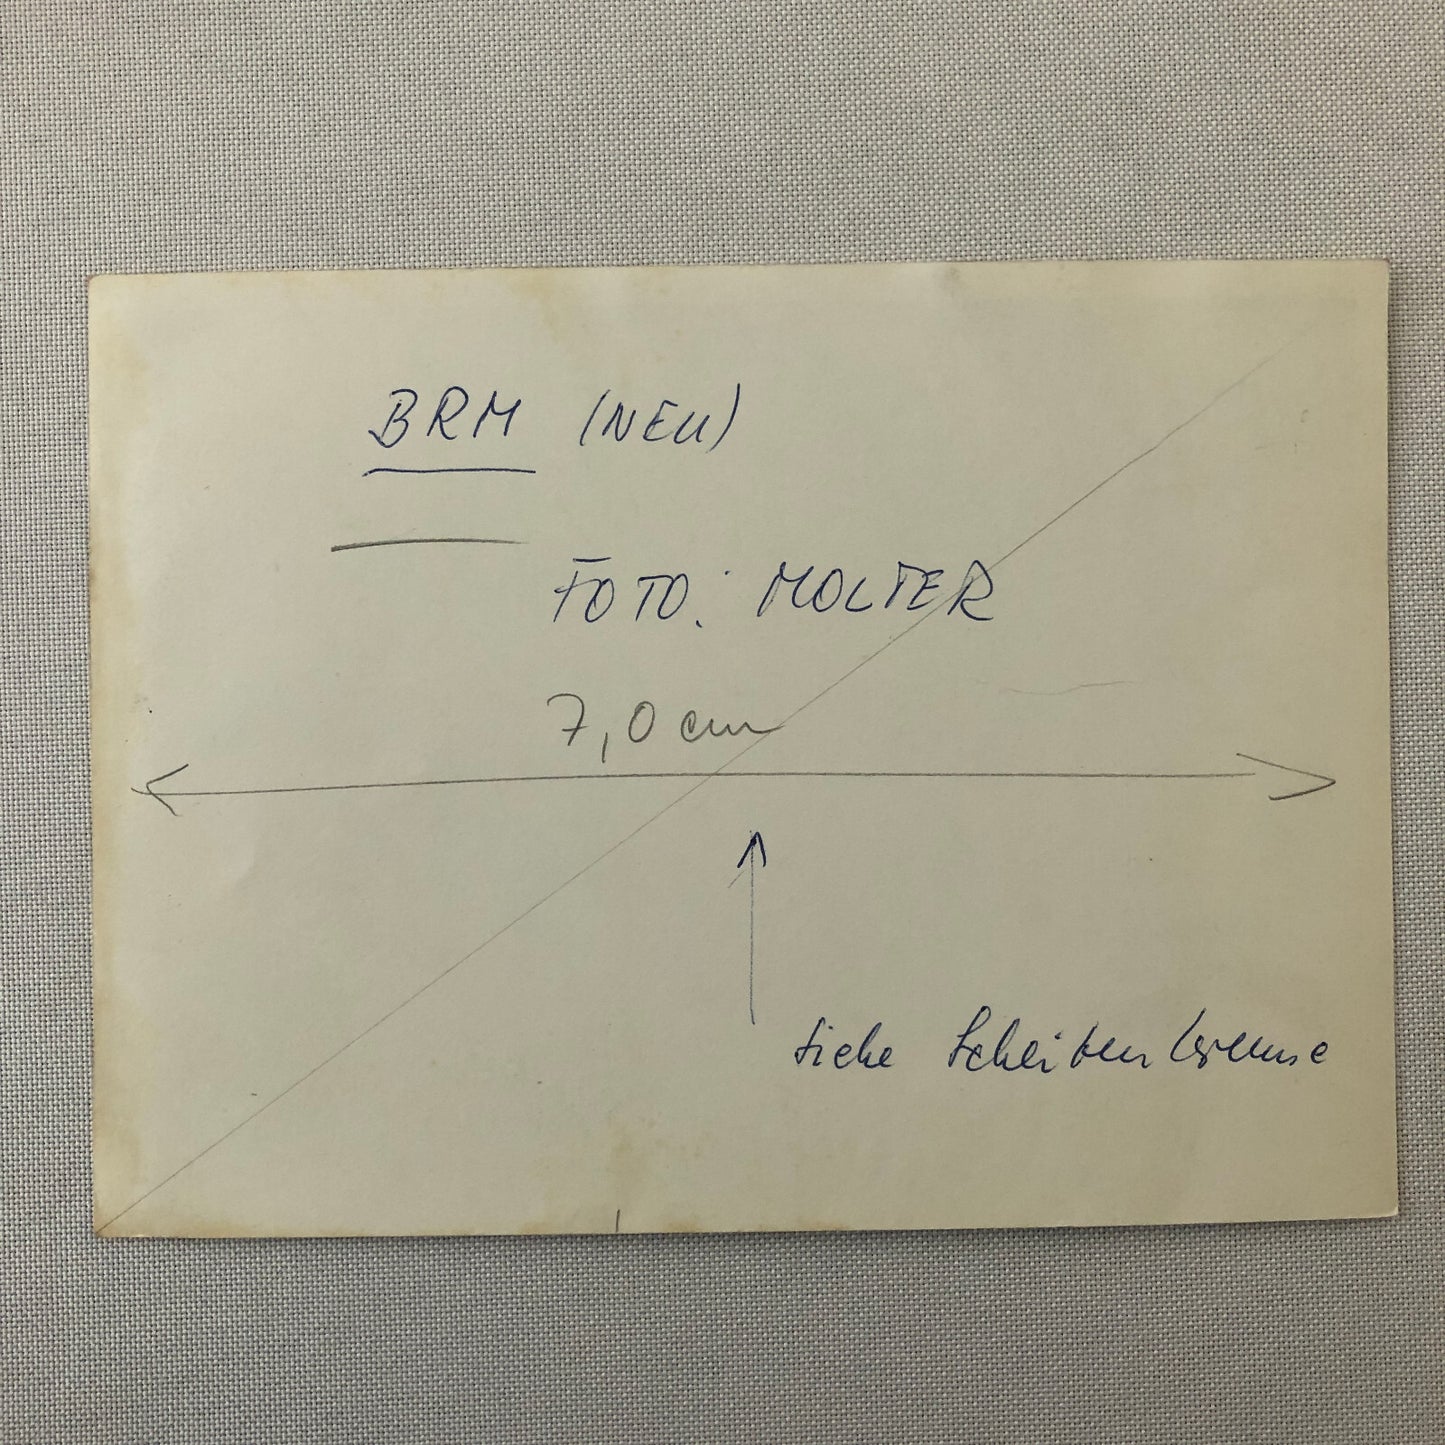 BRM (NEU)
FOTO: MOLTER
7,0 cm
siehe Scheibenbremse